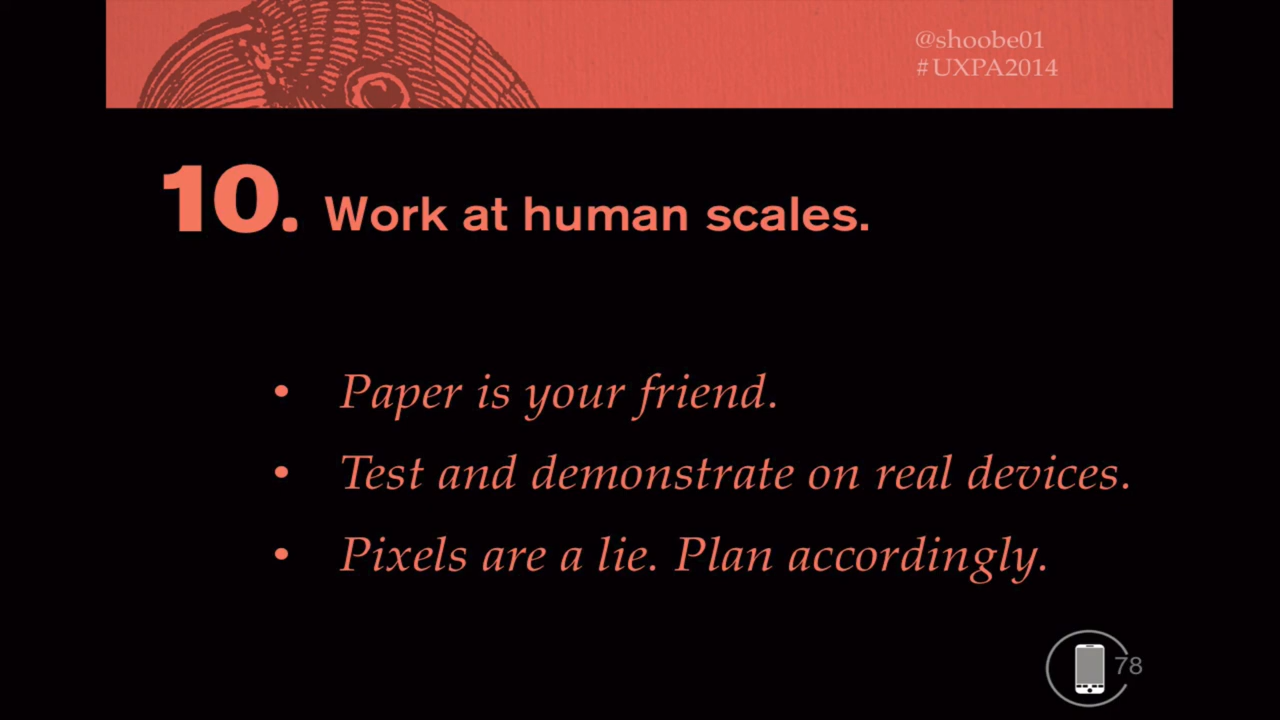 @shoobe01
#UXPA2014
10. Work at human scales.
• Paper is your friend.
• Test and demonstrate on real devices.
• Pixels are a lie. Plan accordingly.
78